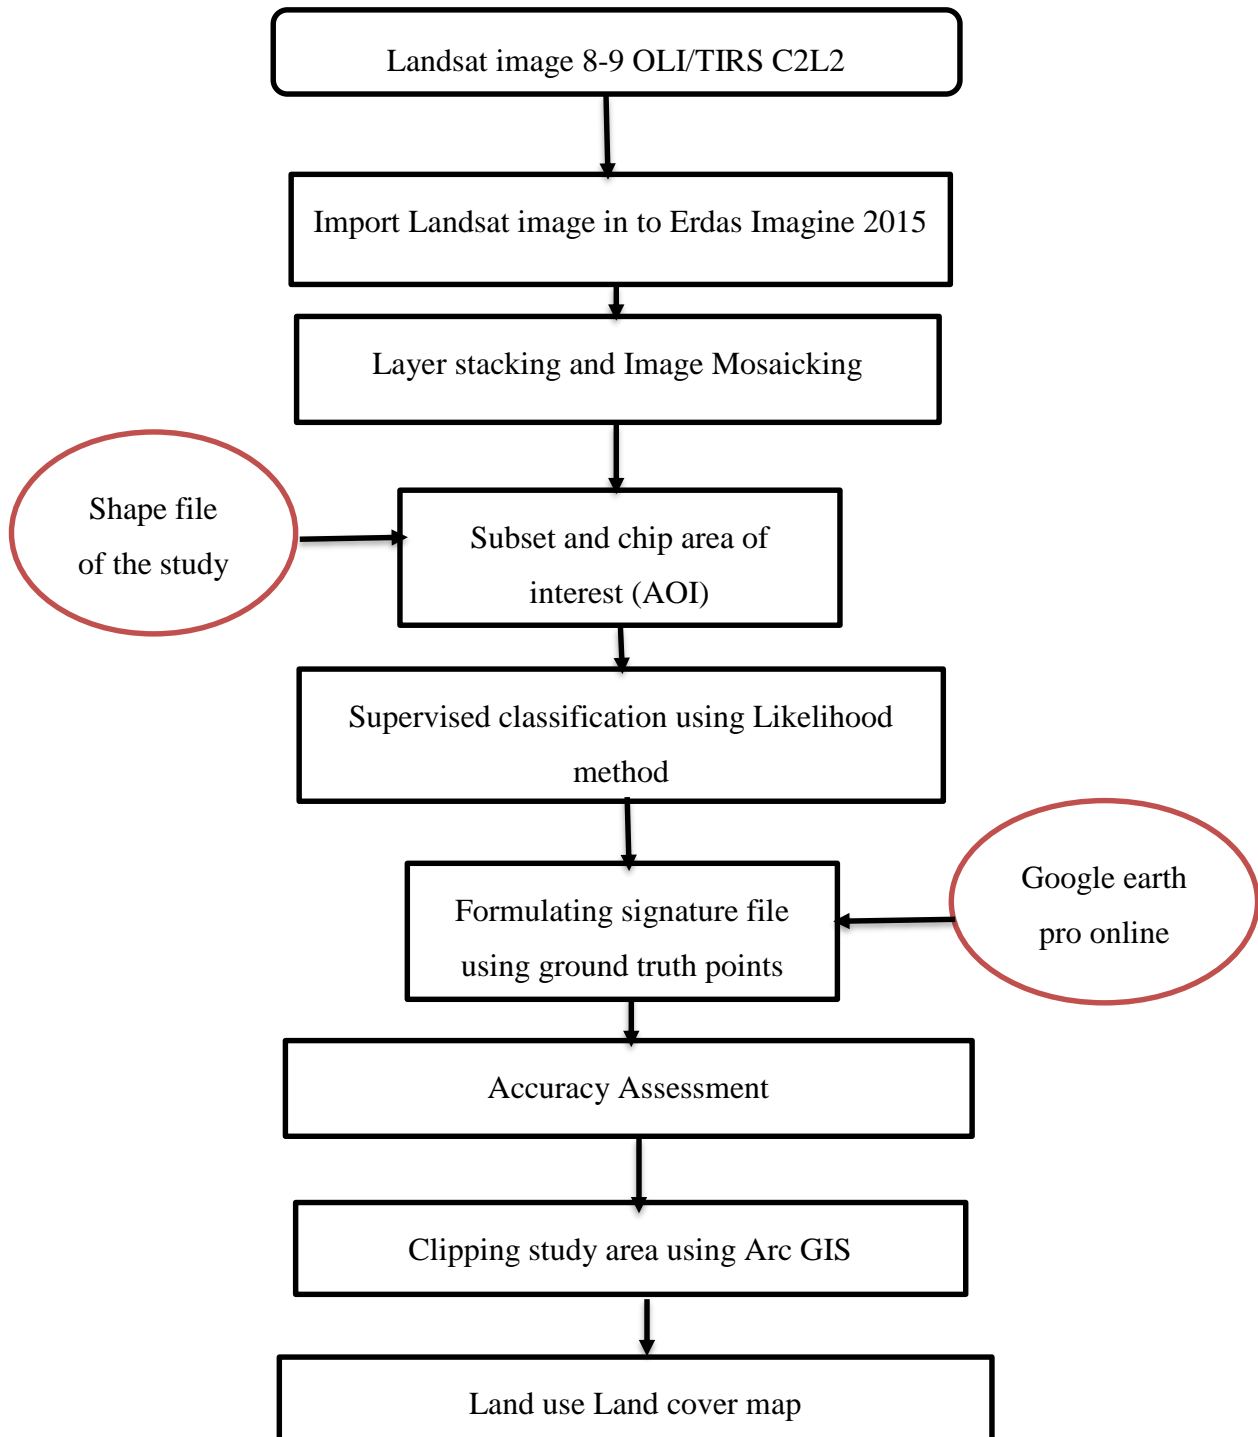 Landsat image 8-9 OLI/TIRS C2L2
Import Landsat image in to Erdas Imagine 2015
Layer stacking and Image Mosaicking
Shape file
of the study
Subset and chip area of
interest (AOI)
Supervised classification using Likelihood
method
Google earth
pro online
Formulating signature file
using ground truth points
Accuracy Assessment
Clipping study area using Arc GIS
Land use Land cover map